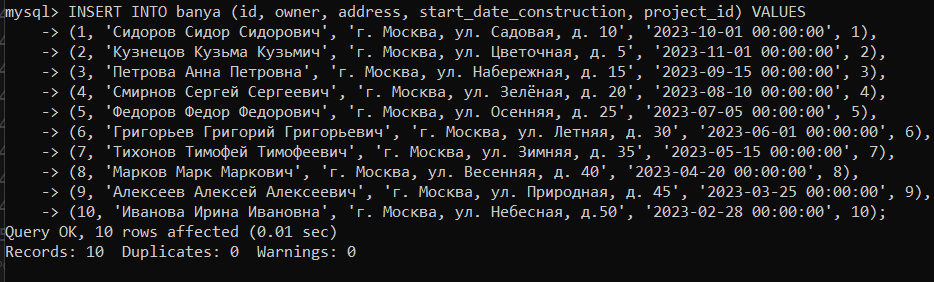 mysql> INSERT INTO banya (id, owner, address, start_date_construction, project_id) VALUES
-> (1, 'Сидоров Сидор Сидорович', 'г. Москва, ул. Садовая, д. 10', '2023-10-01 00:00:00', 1),
-> (2, 'Кузнецов Кузьма Кузьмич', 'г. Москва, ул. Цветочная, д. 5', '2023-11-01 00:00:00', 2),
-> (3, 'Петрова Анна Петровна', 'г. Москва, ул. Набережная, д. 15', '2023-09-15 00:00:00', 3),
-> (4, 'Смирнов Сергей Сергеевич', 'г. Москва, ул. Зелёная, д. 20', '2023-08-10 00:00:00', 4),
-> (5, 'Федоров Федор Федорович', 'г. Москва, ул. Осенняя, д. 25', '2023-07-05 00:00:00', 5),
-> (6, 'Григорьев Григорий Григорьевич', 'г. Москва, ул. Летняя, д. 30', '2023-06-01 00:00:00', 6),
-> (7, 'Тихонов Тимофей Тимофеевич', 'г. Москва, ул. Зимняя, д. 35', '2023-05-15 00:00:00', 7),
-> (8, 'Марков Марк Маркович', 'г. Москва, ул. Весенняя, д. 40', '2023-04-20 00:00:00', 8),
-> (9, 'Алексеев Алексей Алексеевич', 'г. Москва, ул. Природная, д. 45', '2023-03-25 00:00:00', 9),
-> (10, 'Иванова Ирина Ивановна', 'г. Москва, ул. Небесная, д.50', '2023-02-28 00:00:00', 10);
Query OK, 10 rows affected (0.01 sec)
Records: 10  Duplicates: 0  Warnings: 0